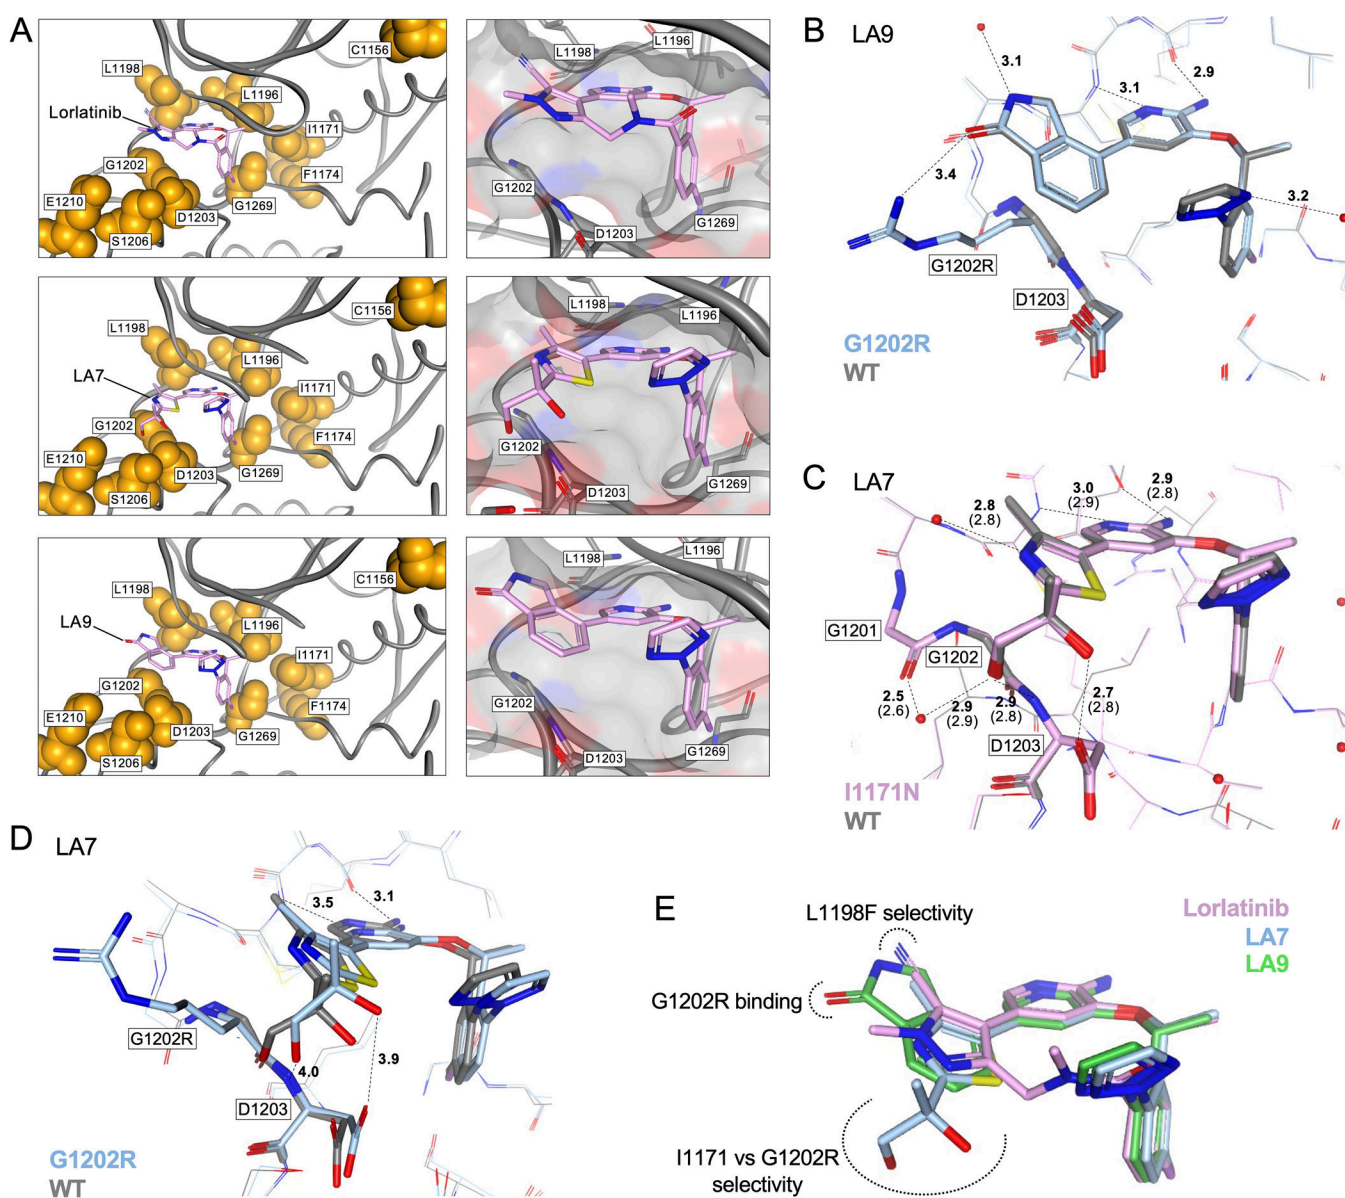 A
C1156
L1198
L1196
Lorlatinib
I1171
G1202
F1174
E1210
D1203
G1269
S1206
L1198
L1196
G1202
D1203
G1269
C1156
L1198
L1196
LA7
I1171
G1202
F1174
E1210
D1203
G1269
S1206
L1198
L1196
G1202
D1203
G1269
C1156
L1198
L1196
LA9
I1171
G1202
F1174
E1210
D1203
G1269
S1206
L1198
L1196
G1202
D1203
G1269
B
LA9
3.1
3.1
2.9
3.4
3.2
G1202R
D1203
G1202R
WT
C
LA7
2.8
(2.8)
3.0
(2.9)
2.9
(2.8)
G1201
G1202
2.5
(2.6)
2.9
(2.9)
2.9
(2.8)
2.7
(2.8)
D1203
I1171N
WT
D
LA7
3.5
3.1
G1202R
4.0
3.9
D1203
G1202R
WT
E
L1198F selectivity
Lorlatinib
LA7
LA9
G1202R binding
I1171 vs G1202R
selectivity